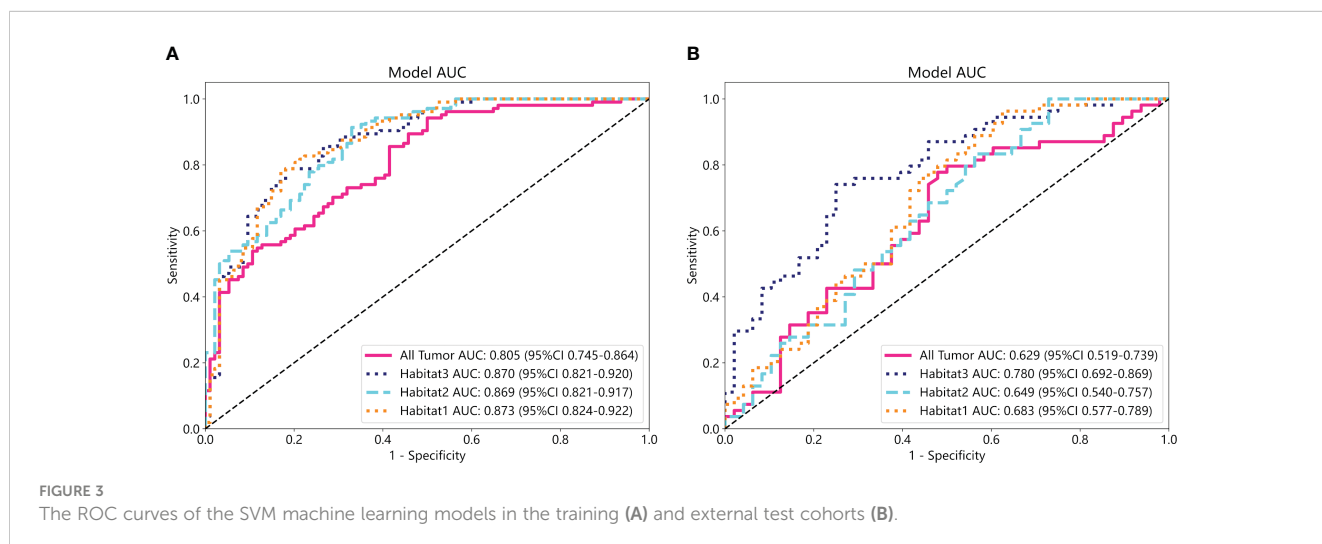 A
Model AUC
1.0
0.8
0.6
0.4
0.2
0.0
Sensitivity
All Tumor AUC: 0.805 (95%CI 0.745-0.864)
Habitat3 AUC: 0.870 (95%CI 0.821-0.920)
Habitat2 AUC: 0.869 (95%CI 0.821-0.917)
Habitat1 AUC: 0.873 (95%CI 0.824-0.922)
0.0 0.2 0.4 0.6 0.8 1.0
1 - Specificity
B
Model AUC
1.0
0.8
0.6
0.4
0.2
0.0
Sensitivity
All Tumor AUC: 0.629 (95%CI 0.519-0.739)
Habitat3 AUC: 0.780 (95%CI 0.692-0.869)
Habitat2 AUC: 0.649 (95%CI 0.540-0.757)
Habitat1 AUC: 0.683 (95%CI 0.577-0.789)
0.0 0.2 0.4 0.6 0.8 1.0
1 - Specificity
FIGURE 3
The ROC curves of the SVM machine learning models in the training (A) and external test cohorts (B).